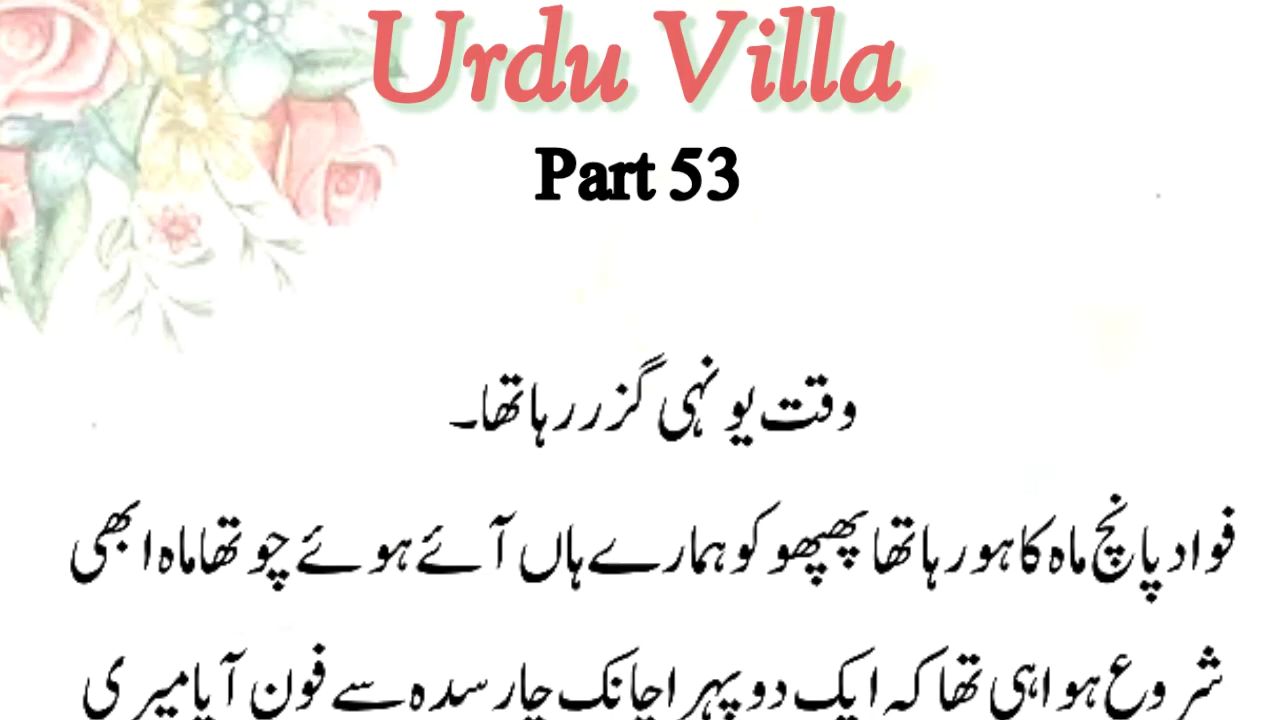 Urdu Villa
Part 53
وقت یونہی گزر رہا تھا۔
فواد پانچ ماہ کا ہو رہا تھا پھپھو کو ہمارے ہاں آئے ہوئے چوتھا ماہ ابھی
شروع ہوا ہی تھا کہ ایک دوپہر اچانک چارسدہ سے فون آیا میری